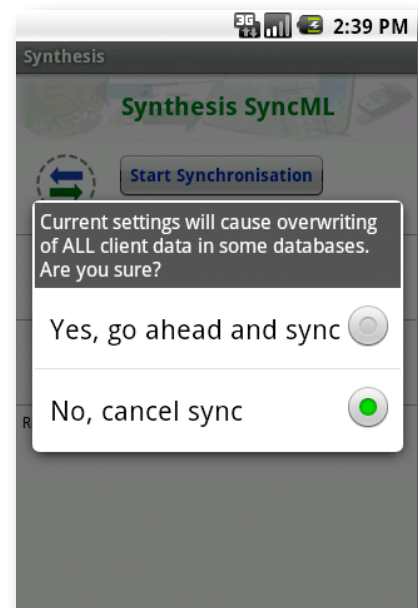 3G 2:39 PM
Synthesis
Synthesis SyncML
Start Synchronisation
Current settings will cause overwriting
of ALL client data in some databases.
Are you sure?
Yes, go ahead and sync
No, cancel sync
R